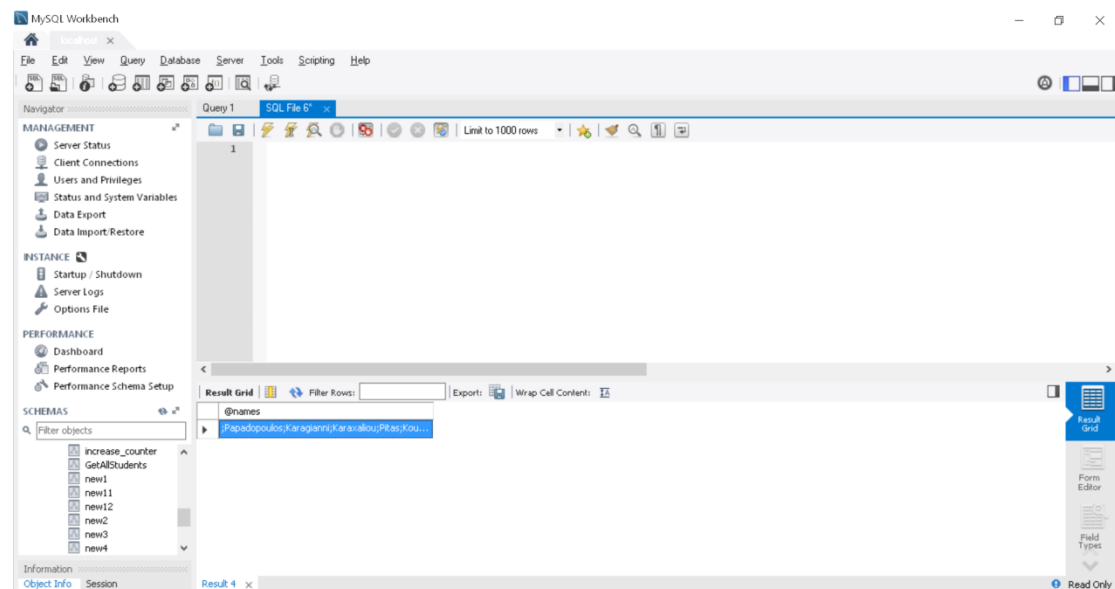 MySQL Workbench
localhost ×
File Edit View Query Database Server Tools Scripting Help
Navigator
Query 1 SQL File 6* ×
MANAGEMENT
Server Status
Client Connections
Users and Privileges
Status and System Variables
Data Export
Data Import/Restore
INSTANCE
Startup / Shutdown
Server Logs
Options File
PERFORMANCE
Dashboard
Performance Reports
Performance Schema Setup
SCHEMAS
Filter objects
increase_counter
GetAllStudents
new1
new11
new12
new2
new3
new4
Information
Object Info Session
Limit to 1000 rows
1
Result Grid Filter Rows: Export: Wrap Cell Content:
@names
;Papadopoulos;Karagianni;Karaxaliou;Pitas;Kou...
Result
Grid
Form
Editor
Field
Types
Result 4 ×
Read Only